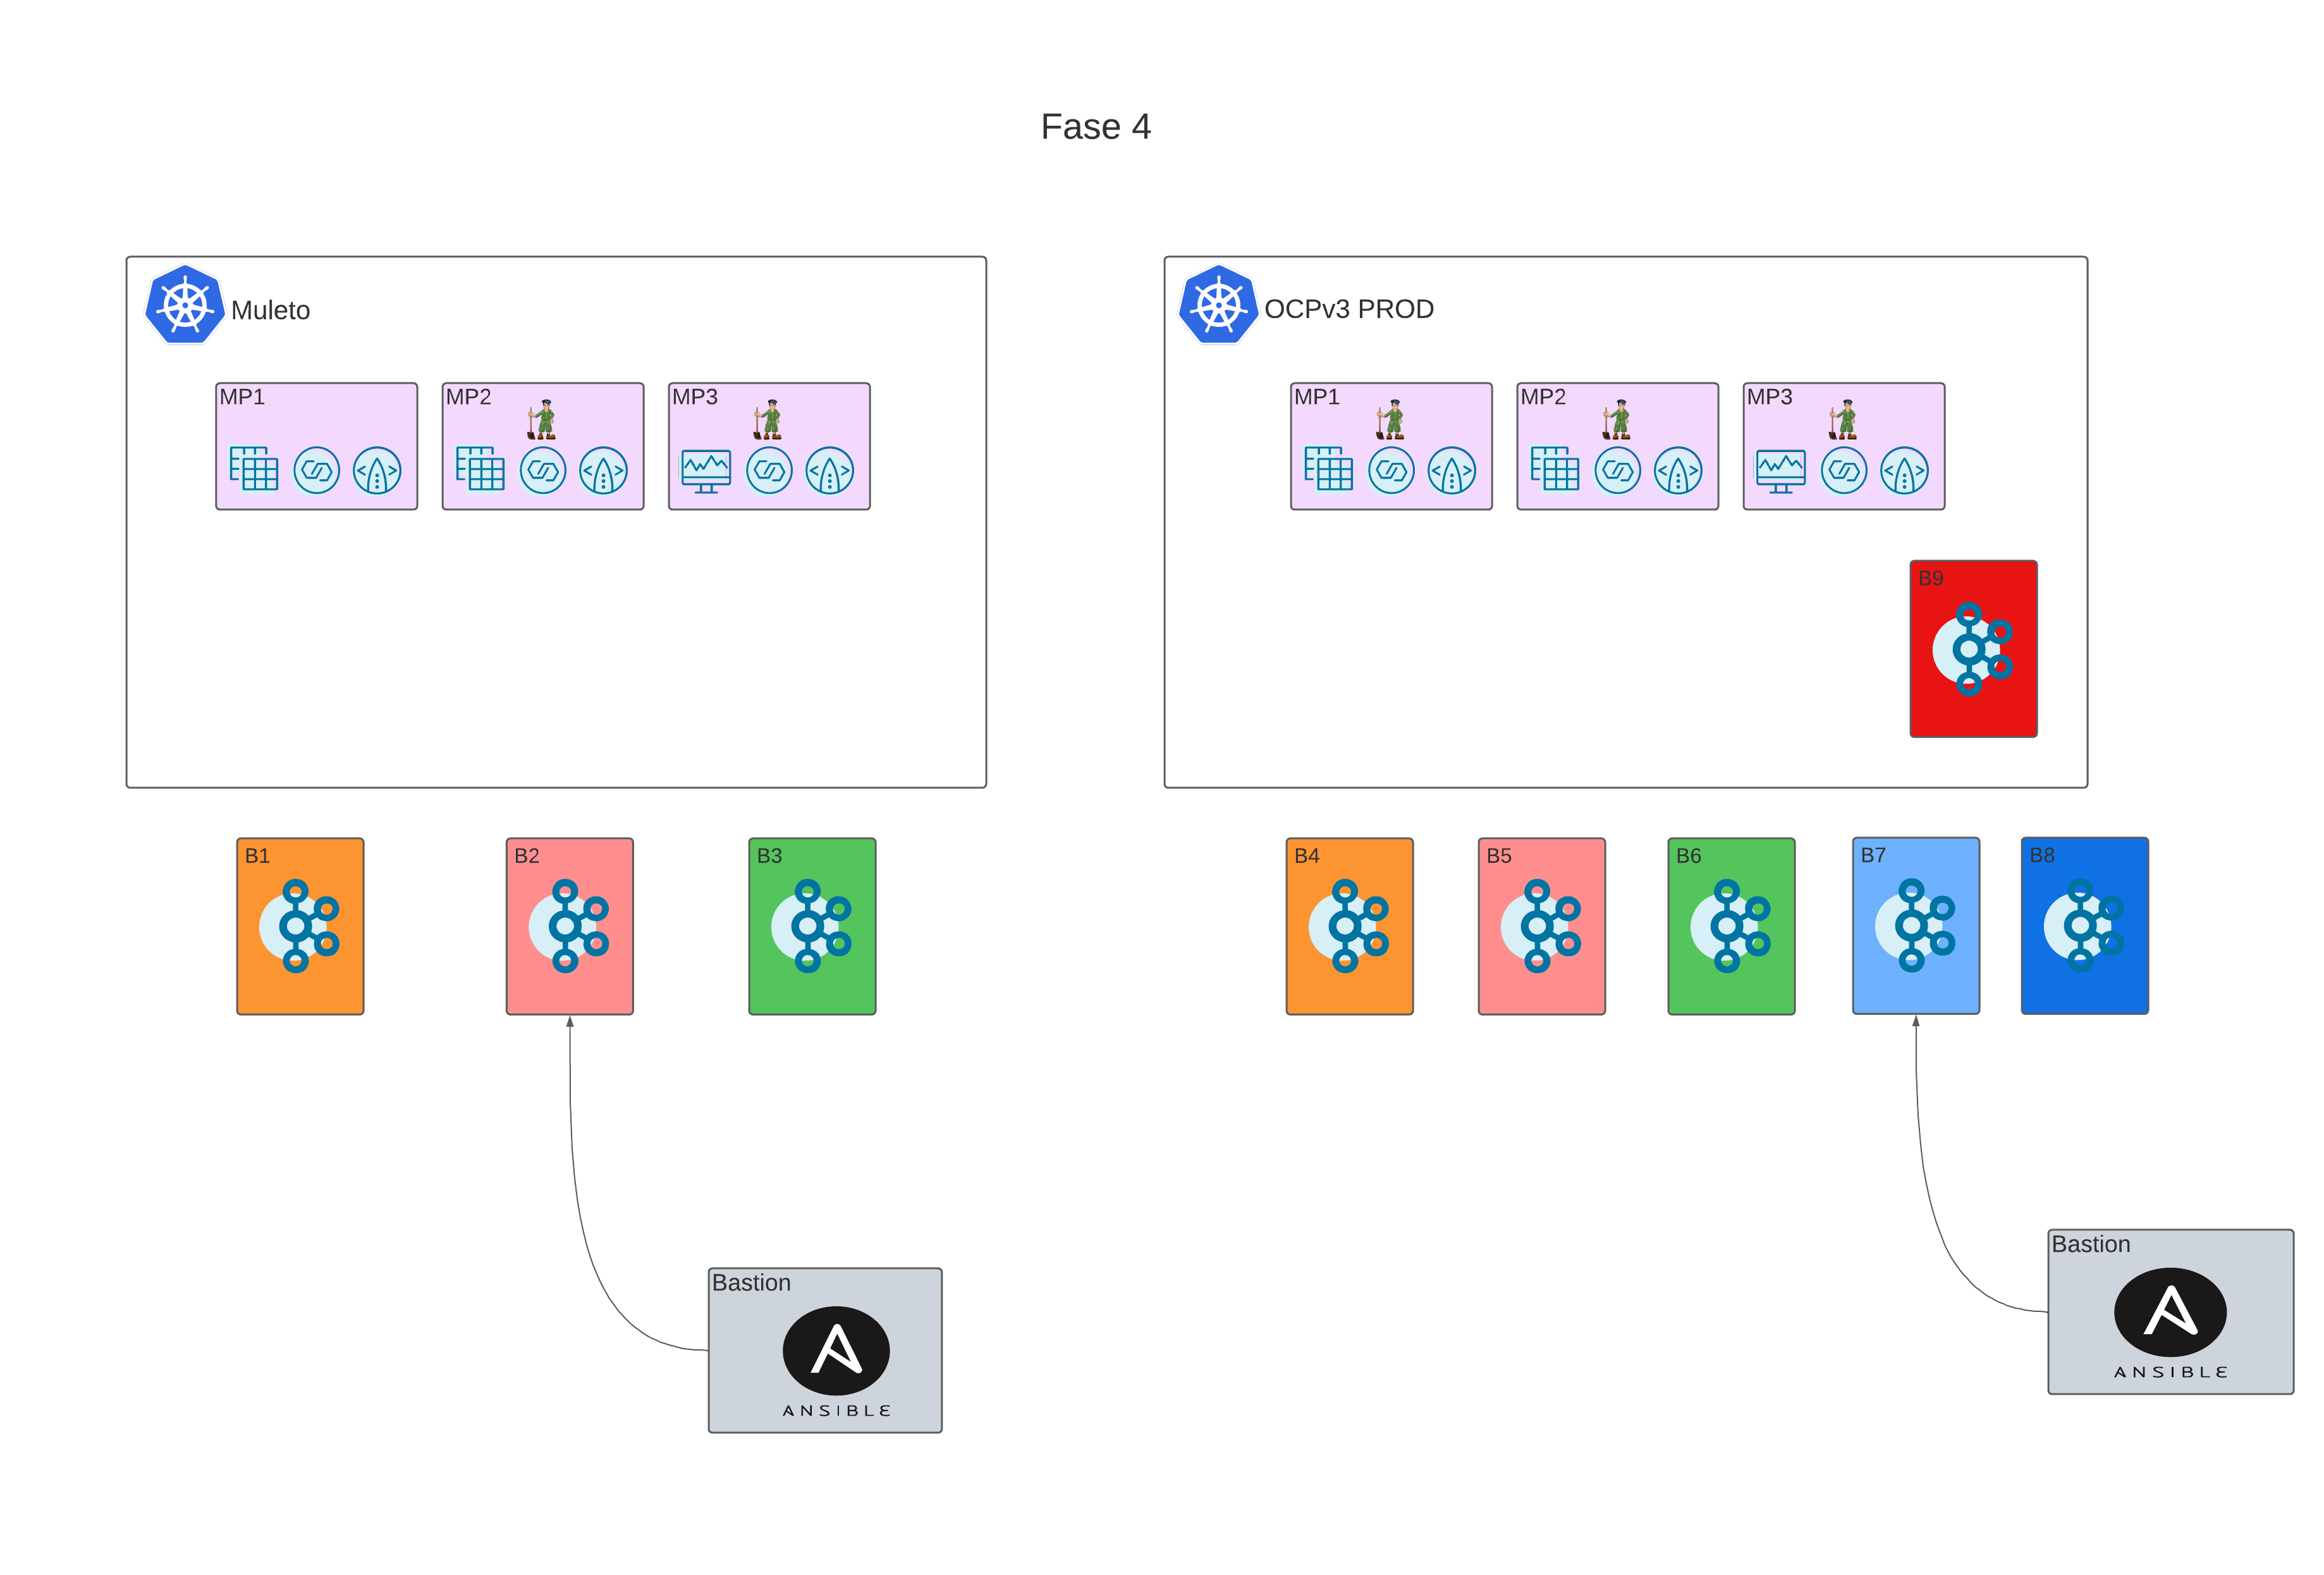 Fase 4
Muleto
MP1
MP2
MP3
OCPv3 PROD
MP1
MP2
MP3
B9
B1
B2
B3
B4
B5
B6
B7
B8
Bastion
ANSIBLE
Bastion
ANSIBLE